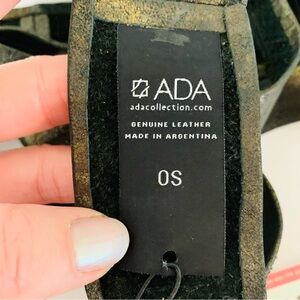 ADA
adacollection.com
GENUINE LEATHER
MADE IN ARGENTINA
OS